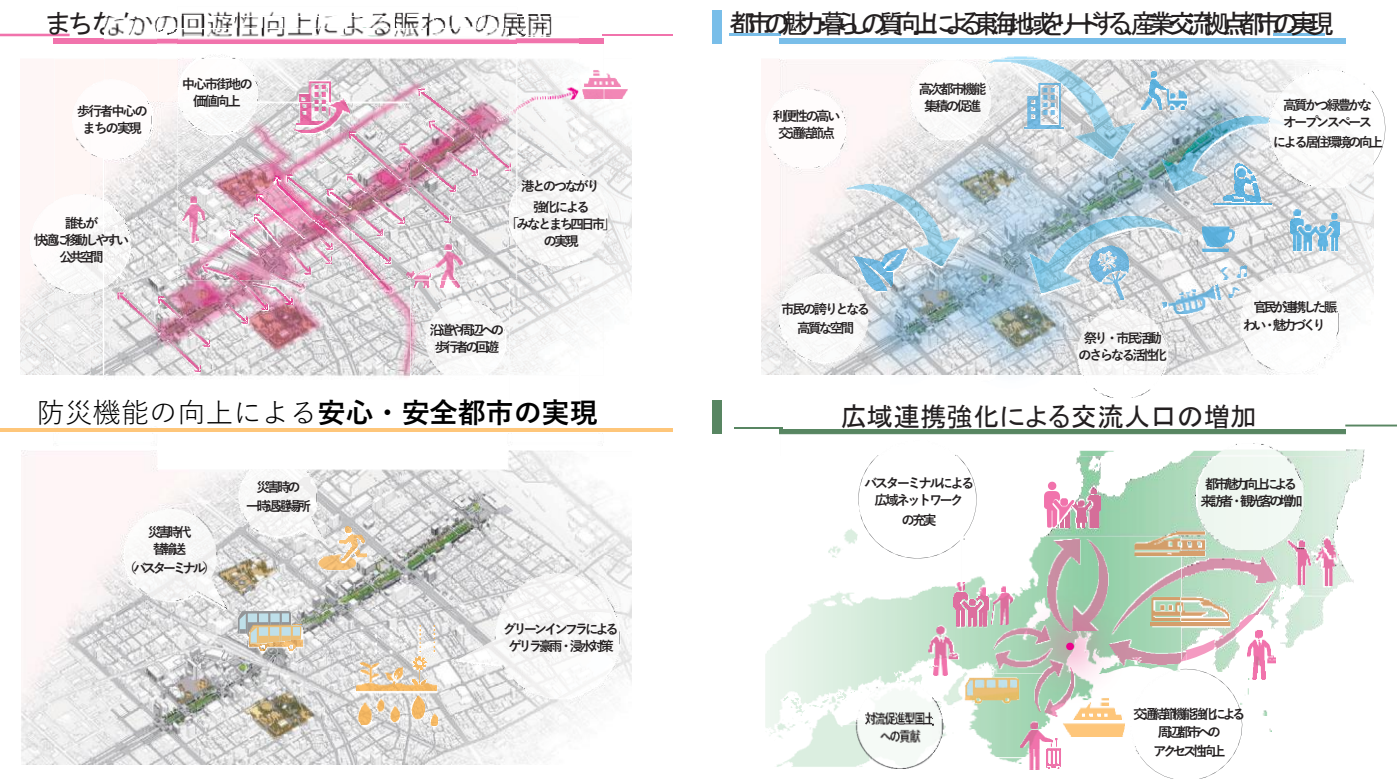 まちなかの回遊性向上による賑わいの展開
中心市街地の
価値向上
歩行者中心の
まちの実現
誰もが
快適に移動しやすい
公共空間
港とのつながり
強化による
「みなとまち四日市」
の実現
沿道や周辺への
歩行者の回遊
都市の魅力・暮らしの質向上による東海地域をリードする、産業交流拠点都市の実現
高次都市機能
集積の促進
利便性の高い
交通結節点
高質かつ緑豊かな
オープンスペース
による居住環境の向上
市民の誇りとなる
高質な空間
祭り・市民活動
のさらなる活性化
官民が連携した賑
わい・魅力づくり
防災機能の向上による安心・安全都市の実現
災害時の
一時退避場所
災害時代
替輸送
（バスターミナル）
グリーンインフラによる
ゲリラ豪雨・浸水対策
広域連携強化による交流人口の増加
バスターミナルによる
広域ネットワーク
の充実
都市魅力向上による
来訪者・観光客の増加
対流促進型国土
への貢献
交通結節機能強化による
周辺都市への
アクセス性向上